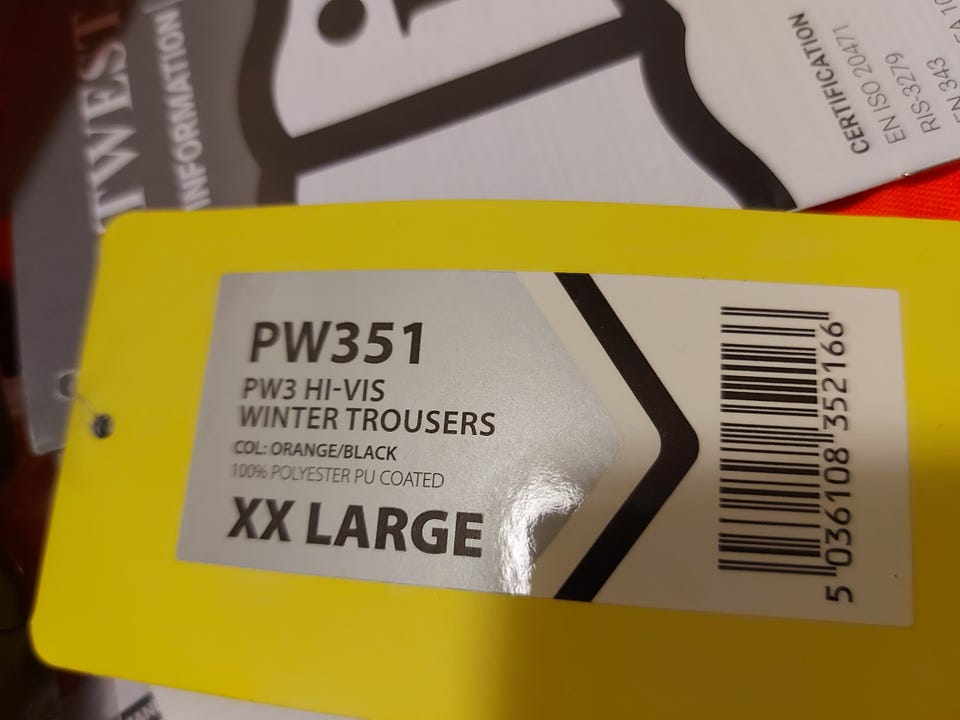 TWEST
INFORMATION
CERTIFICATION
EN ISO 20471
RIS-3279
EN 343
PW351
PW3 HI-VIS
WINTER TROUSERS
COL: ORANGE/BLACK
100% POLYESTER PU COATED
XX LARGE
5 036108 352166